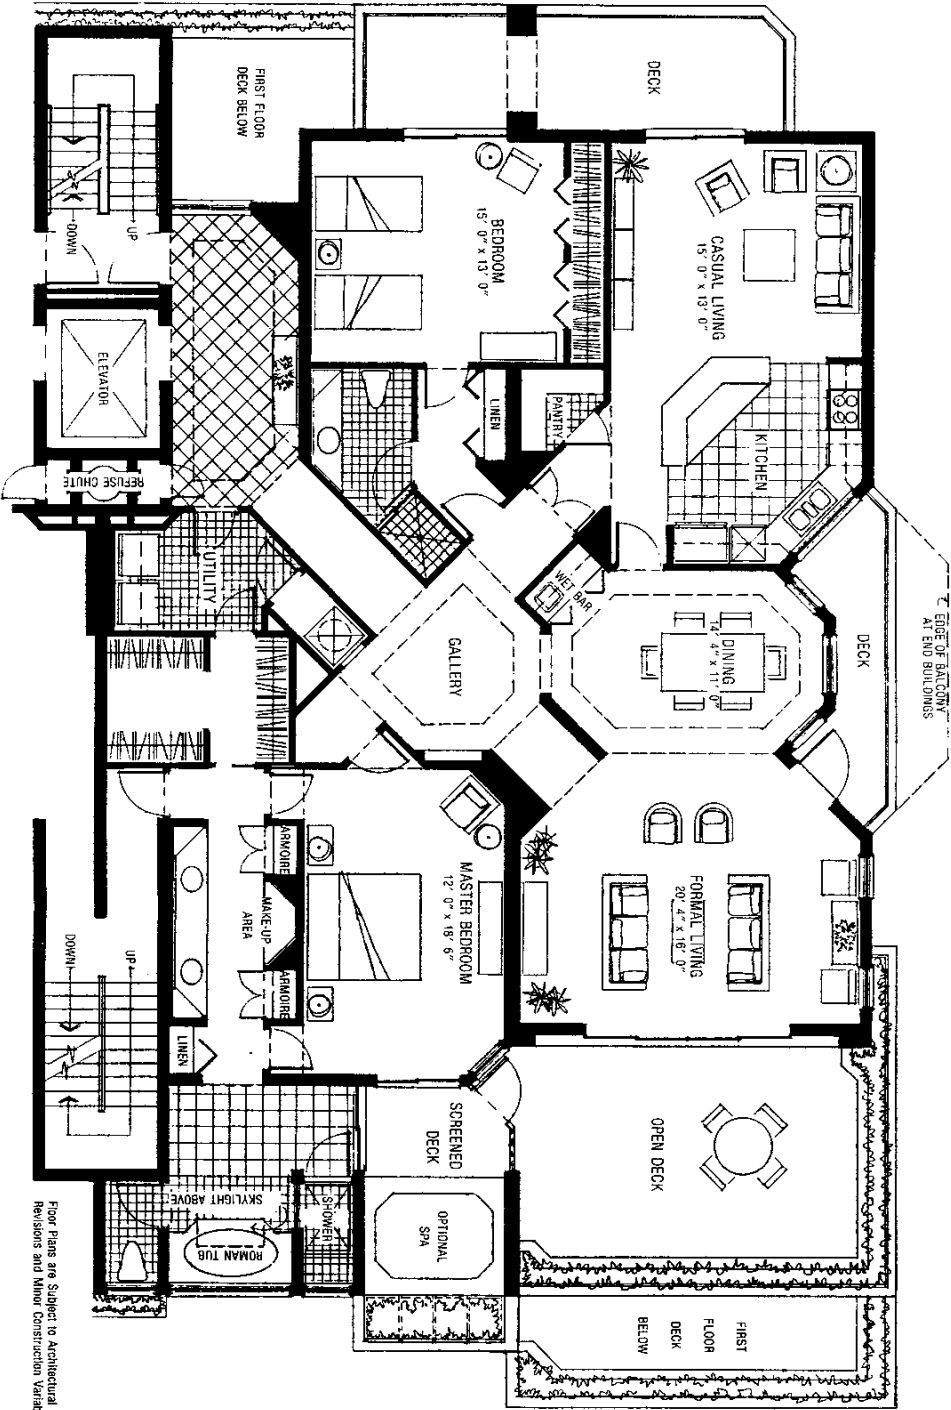 FIRST FLOOR
DECK BELOW
DECK
UP
DOWN
BEDROOM
15' 0" x 13' 0"
CASUAL LIVING
15' 0" x 13' 0"
ELEVATOR
LINEN
PANTRY
KITCHEN
REFUSE CHUTE
UTILITY
WET BAR
GALLERY
DINING
14' 4" x 11' 0"
DECK
EDGE OF BALCONY
AT END BUILDINGS
ARMOIRE
MAKE-UP
AREA
ARMOIRE
MASTER BEDROOM
12' 0" x 18' 6"
FORMAL LIVING
20' 4" x 16' 0"
UP
DOWN
LINEN
SCREENED
DECK
OPEN DECK
SKYLIGHT ABOVE
SHOWER
ROMAN TUB
OPTIONAL
SPA
FIRST
FLOOR
DECK
BELOW
Floor Plans are Subject to Architectural
Revisions and Minor Construction